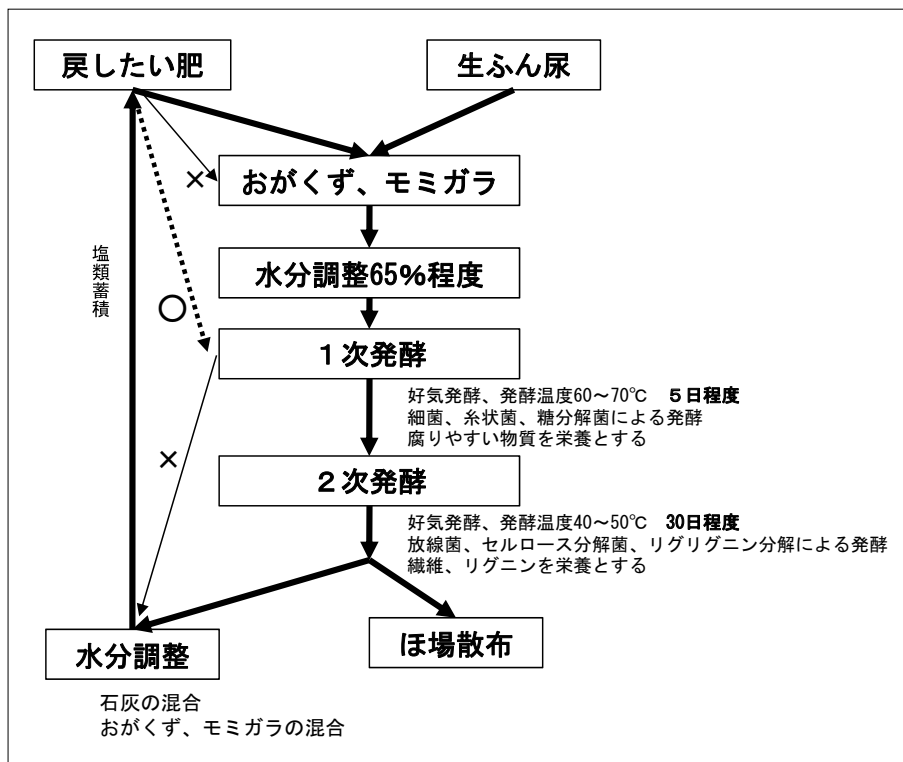 戻したい肥
生ふん尿
×
おがくず、モミガラ
水分調整65%程度
塩類蓄積
○
１次発酵
好気発酵、発酵温度60～70℃　５日程度
細菌、糸状菌、糖分解菌による発酵
腐りやすい物質を栄養とする
×
２次発酵
好気発酵、発酵温度40～50℃　30日程度
放線菌、セルロース分解菌、リグリグニン分解による発酵
繊維、リグニンを栄養とする
水分調整
ほ場散布
石灰の混合
おがくず、モミガラの混合